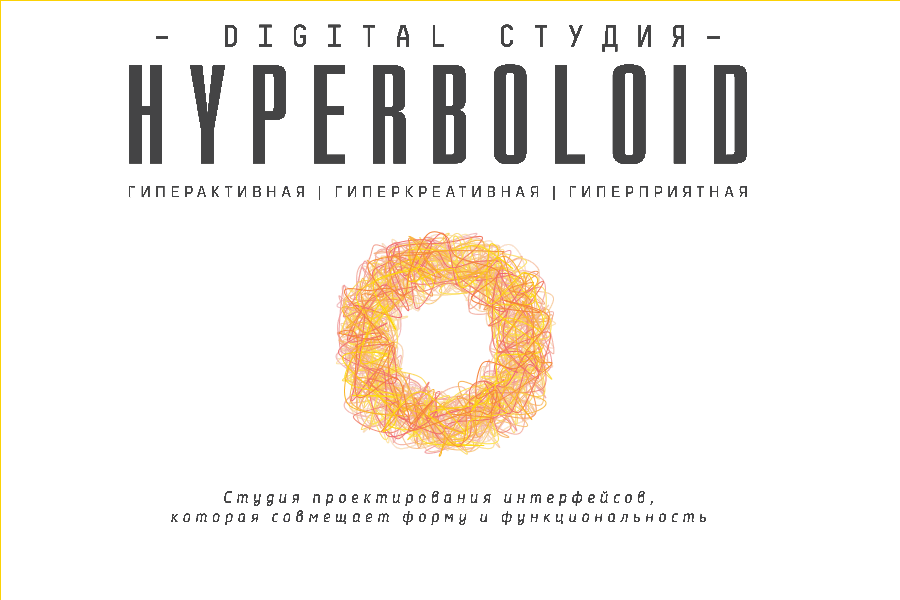 – DIGITAL СТУДИЯ –
HYPERBOLOID
ГИПЕРАКТИВНАЯ | ГИПЕРКРЕАТИВНАЯ | ГИПЕРПРИЯТНАЯ
Студия проектирования интерфейсов,
которая совмещает форму и функциональность